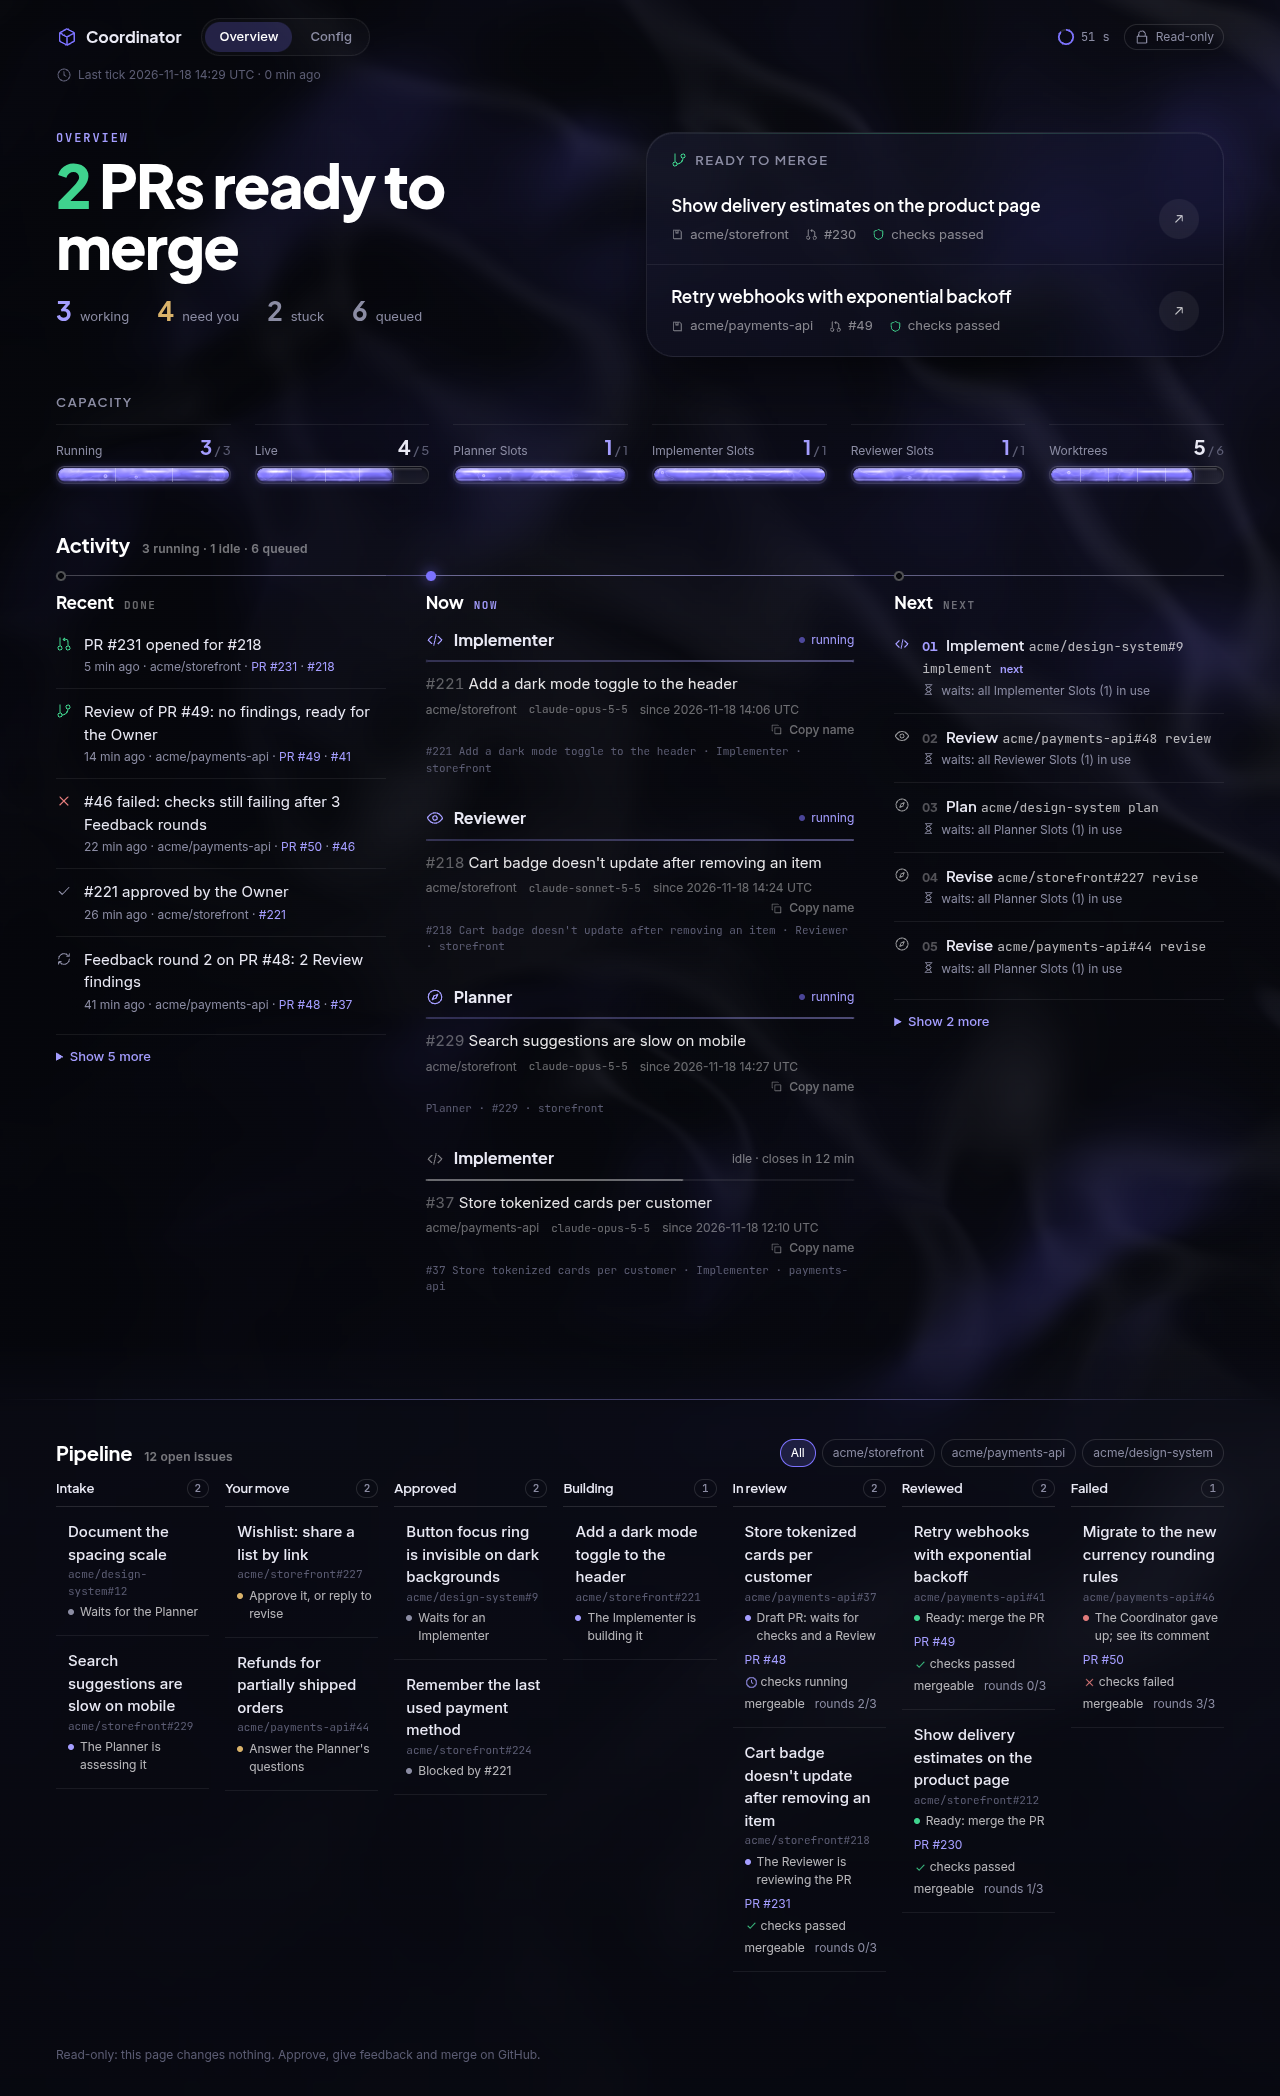 Coordinator
Overview
Config
51 s
Read-only
Last tick 2026-11-18 14:29 UTC · 0 min ago
OVERVIEW
2 PRs ready to
merge
3 working
4 need you
2 stuck
6 queued
READY TO MERGE
Show delivery estimates on the product page
acme/storefront #230 checks passed
Retry webhooks with exponential backoff
acme/payments-api #49 checks passed
CAPACITY
Running 3 / 3
Live 4 / 5
Planner Slots 1 / 1
Implementer Slots 1 / 1
Reviewer Slots 1 / 1
Worktrees 5 / 6
Activity 3 running · 1 idle · 6 queued
Recent DONE
PR #231 opened for #218
5 min ago · acme/storefront · PR #231 · #218
Review of PR #49: no findings, ready for
the Owner
14 min ago · acme/payments-api · PR #49 · #41
#46 failed: checks still failing after 3
Feedback rounds
22 min ago · acme/payments-api · PR #50 · #46
#221 approved by the Owner
26 min ago · acme/storefront · #221
Feedback round 2 on PR #48: 2 Review
findings
41 min ago · acme/payments-api · PR #48 · #37
Show 5 more
Now NOW
Implementer running
#221 Add a dark mode toggle to the header
acme/storefront claude-opus-5-5 since 2026-11-18 14:06 UTC
Copy name
#221 Add a dark mode toggle to the header · Implementer ·
storefront
Reviewer running
#218 Cart badge doesn't update after removing an item
acme/storefront claude-sonnet-5-5 since 2026-11-18 14:24 UTC
Copy name
#218 Cart badge doesn't update after removing an item · Reviewer
· storefront
Planner running
#229 Search suggestions are slow on mobile
acme/storefront claude-opus-5-5 since 2026-11-18 14:27 UTC
Copy name
Planner · #229 · storefront
Implementer idle · closes in 12 min
#37 Store tokenized cards per customer
acme/payments-api claude-opus-5-5 since 2026-11-18 12:10 UTC
Copy name
#37 Store tokenized cards per customer · Implementer · payments-
api
Next NEXT
01 Implement acme/design-system#9
implement next
waits: all Implementer Slots (1) in use
02 Review acme/payments-api#48 review
waits: all Reviewer Slots (1) in use
03 Plan acme/design-system plan
waits: all Planner Slots (1) in use
04 Revise acme/storefront#227 revise
waits: all Planner Slots (1) in use
05 Revise acme/payments-api#44 revise
waits: all Planner Slots (1) in use
Show 2 more
Pipeline 12 open issues
All
acme/storefront
acme/payments-api
acme/design-system
Intake 2
Document the
spacing scale
acme/design-
system#12
Waits for the Planner
Search
suggestions are
slow on mobile
acme/storefront#229
The Planner is
assessing it
Your move 2
Wishlist: share a
list by link
acme/storefront#227
Approve it, or reply to
revise
Refunds for
partially shipped
orders
acme/payments-api#44
Answer the Planner's
questions
Approved 2
Button focus ring
is invisible on dark
backgrounds
acme/design-system#9
Waits for an
Implementer
Remember the last
used payment
method
acme/storefront#224
Blocked by #221
Building 1
Add a dark mode
toggle to the
header
acme/storefront#221
The Implementer is
building it
In review 2
Store tokenized
cards per
customer
acme/payments-api#37
Draft PR: waits for
checks and a Review
PR #48
checks running
mergeable rounds 2/3
Cart badge
doesn't update
after removing an
item
acme/storefront#218
The Reviewer is
reviewing the PR
PR #231
checks passed
mergeable rounds 0/3
Reviewed 2
Retry webhooks
with exponential
backoff
acme/payments-api#41
Ready: merge the PR
PR #49
checks passed
mergeable rounds 0/3
Show delivery
estimates on the
product page
acme/storefront#212
Ready: merge the PR
PR #230
checks passed
mergeable rounds 1/3
Failed 1
Migrate to the new
currency rounding
rules
acme/payments-api#46
The Coordinator gave
up; see its comment
PR #50
checks failed
mergeable rounds 3/3
Read-only: this page changes nothing. Approve, give feedback and merge on GitHub.